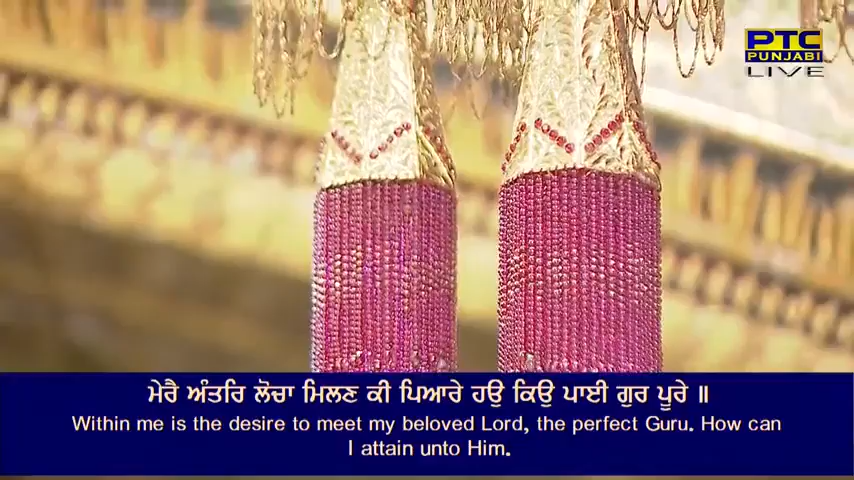 PTC
PUNJABI
LIVE
ਮੇਰੈ ਅੰਤਰਿ ਲੋਚਾ ਮਿਲਣ ਕੀ ਪਿਆਰੇ ਹਉ ਕਿਉ ਪਾਈ ਗੁਰ ਪੂਰੇ ॥
Within me is the desire to meet my beloved Lord, the perfect Guru. How can
I attain unto Him.